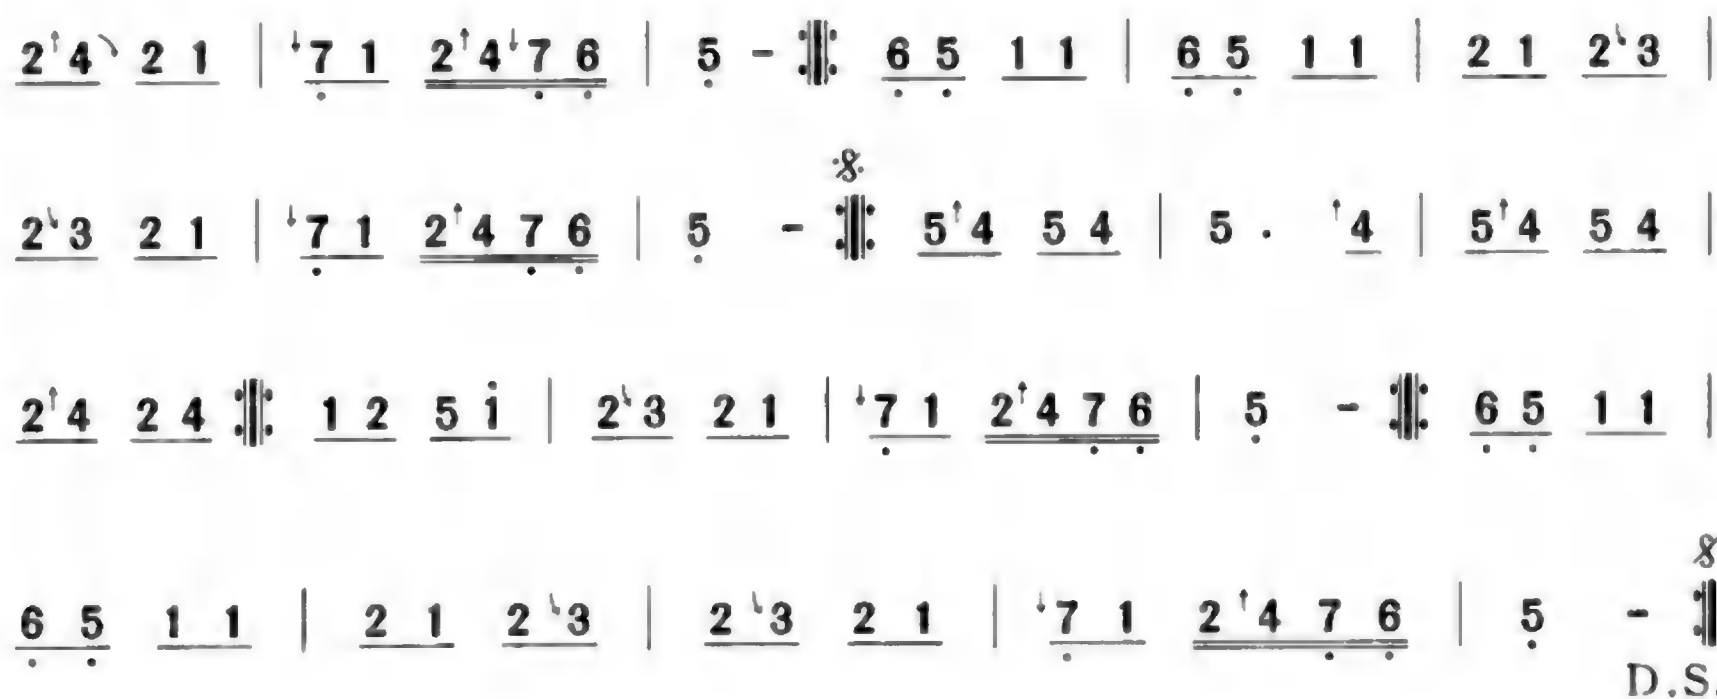 2↑4↘ 2 1 | ↓7̣ 1 2↑4↓7̣ 6̣ | 5̣ - :‖: 6̣ 5̣ 1 1 | 6̣ 5̣ 1 1 | 2 1 2↘3 |
𝄋
2↘3 2 1 | ↓7̣ 1 2↑4 7̣ 6̣ | 5̣ - :‖: 5↑4 5 4 | 5 . ↑4 | 5↑4 5 4 |
2↑4 2 4 :‖: 1 2 5 1̇ | 2↘3 2 1 | ↓7̣ 1 2↑4 7̣ 6̣ | 5̣ - :‖: 6̣ 5̣ 1 1 |
𝄋
6̣ 5̣ 1 1 | 2 1 2↘3 | 2↘3 2 1 | ↓7̣ 1 2↑4 7̣ 6̣ | 5̣ - :‖
D.S.